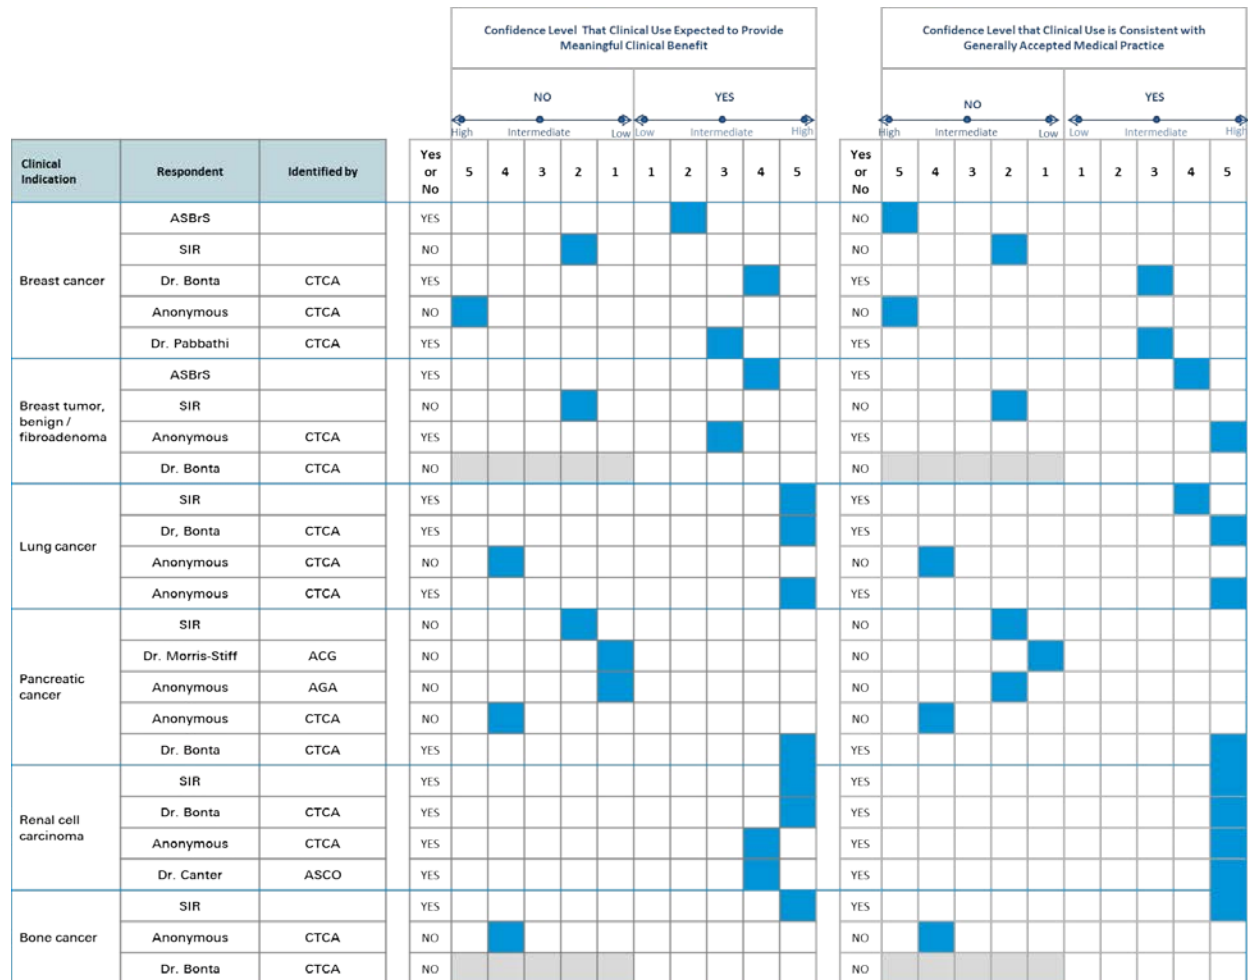 Confidence Level That Clinical Use Expected to Provide
Meaningful Clinical Benefit
Confidence Level that Clinical Use is Consistent with
Generally Accepted Medical Practice
NO YES NO YES
High Intermediate Low Low Intermediate High High Intermediate Low Low Intermediate High
Clinical Indication Respondent Identified by Yes or No 5 4 3 2 1 1 2 3 4 5 Yes or No 5 4 3 2 1 1 2 3 4 5
Breast cancer
ASBrS YES NO
SIR NO NO
Dr. Bonta CTCA YES YES
Anonymous CTCA NO NO
Dr. Pabbathi CTCA YES YES
Breast tumor,
benign /
fibroadenoma
ASBrS YES YES
SIR NO NO
Anonymous CTCA YES YES
Dr. Bonta CTCA NO NO
Lung cancer
SIR YES YES
Dr, Bonta CTCA YES YES
Anonymous CTCA NO NO
Anonymous CTCA YES YES
Pancreatic
cancer
SIR NO NO
Dr. Morris-Stiff ACG NO NO
Anonymous AGA NO NO
Anonymous CTCA NO NO
Dr. Bonta CTCA YES YES
Renal cell
carcinoma
SIR YES YES
Dr. Bonta CTCA YES YES
Anonymous CTCA YES YES
Dr. Canter ASCO YES YES
Bone cancer
SIR YES YES
Anonymous CTCA NO NO
Dr. Bonta CTCA NO NO